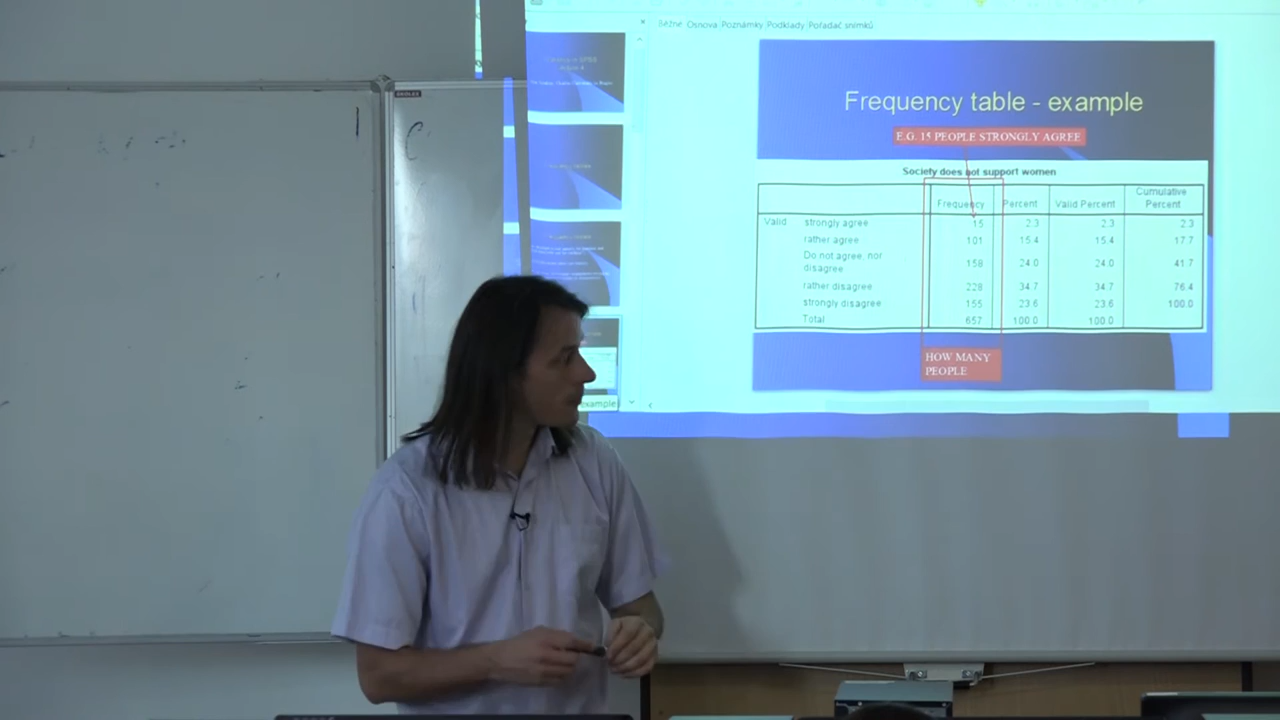 Běžné Osnova Poznámky Podklady Pořadač snímků
Frequency table - example
E.G. 15 PEOPLE STRONGLY AGREE
Society does not support women
Frequency Percent Valid Percent Cumulative Percent
Valid strongly agree 15 2.3 2.3 2.3
rather agree 101 15.4 15.4 17.7
Do not agree, nor disagree 158 24.0 24.0 41.7
rather disagree 228 34.7 34.7 76.4
strongly disagree 155 23.6 23.6 100.0
Total 657 100.0 100.0
HOW MANY
PEOPLE
example